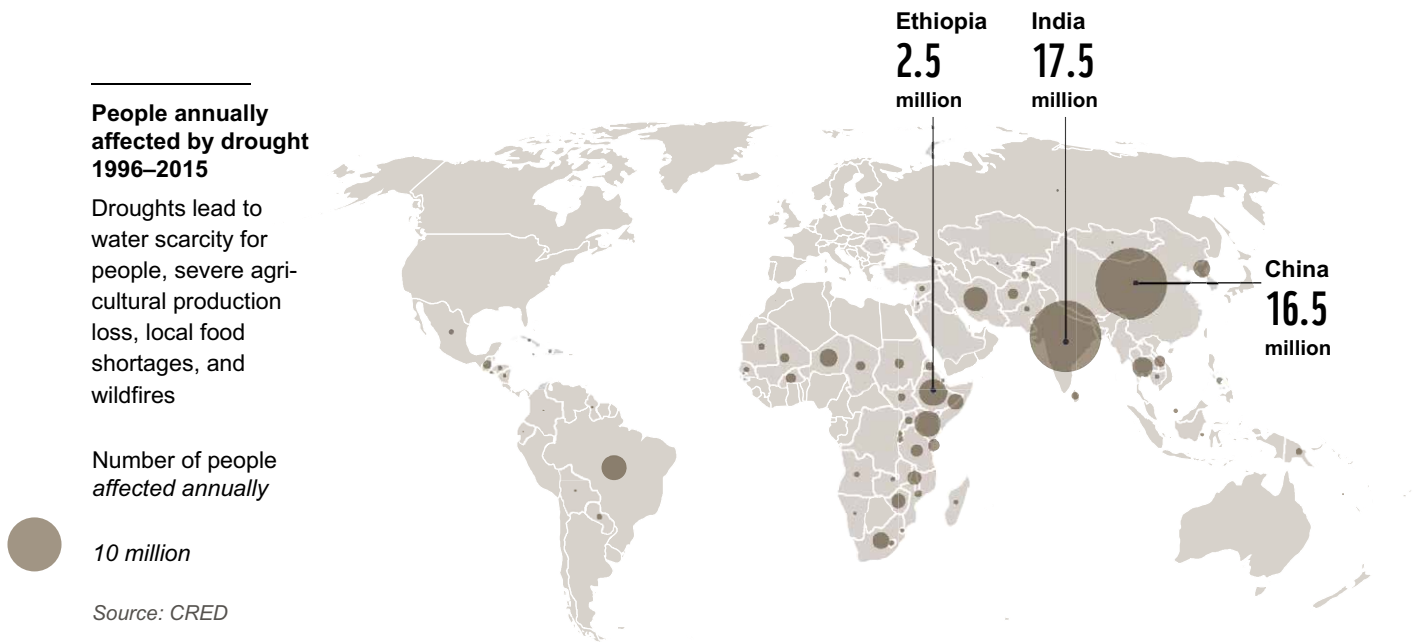 People annually
affected by drought
1996–2015
Droughts lead to
water scarcity for
people, severe agri-
cultural production
loss, local food
shortages, and
wildfires
Number of people
affected annually
10 million
Source: CRED
Ethiopia
2.5
million
India
17.5
million
China
16.5
million